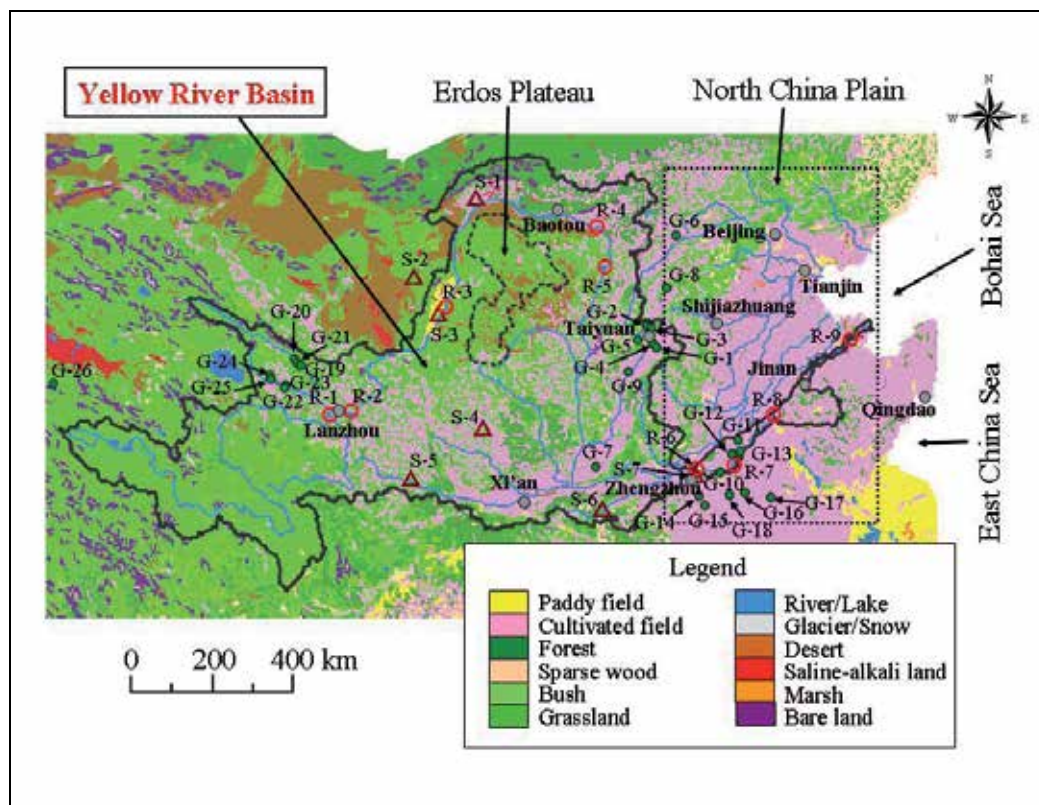 Yellow River Basin
Erdos Plateau
North China Plain
N
W E
S
Bohai Sea
East China Sea
S-1
Baotou
R-4
G-6
Beijing
S-2
G-8
Tianjin
R-3
R-5
S-3
G-2
Shijiazhuang
G-20
G-21
Taiyuan
G-3
R-9
G-24
G-19
G-5
G-1
G-26
G-25
G-23
G-4
Jinan
G-22
G-9
R-1
R-2
Lanzhou
G-12
R-8
Qingdao
S-4
G-11
R-6
G-13
G-7
S-7
R-7
S-5
G-10
Zhengzhou
Xi'an
S-6
G-17
G-14
G-16
G-15
G-18
Legend
Paddy field
River/Lake
Cultivated field
Glacier/Snow
Forest
Desert
Sparse wood
Saline-alkali land
Bush
Marsh
Grassland
Bare land
0 200 400 km